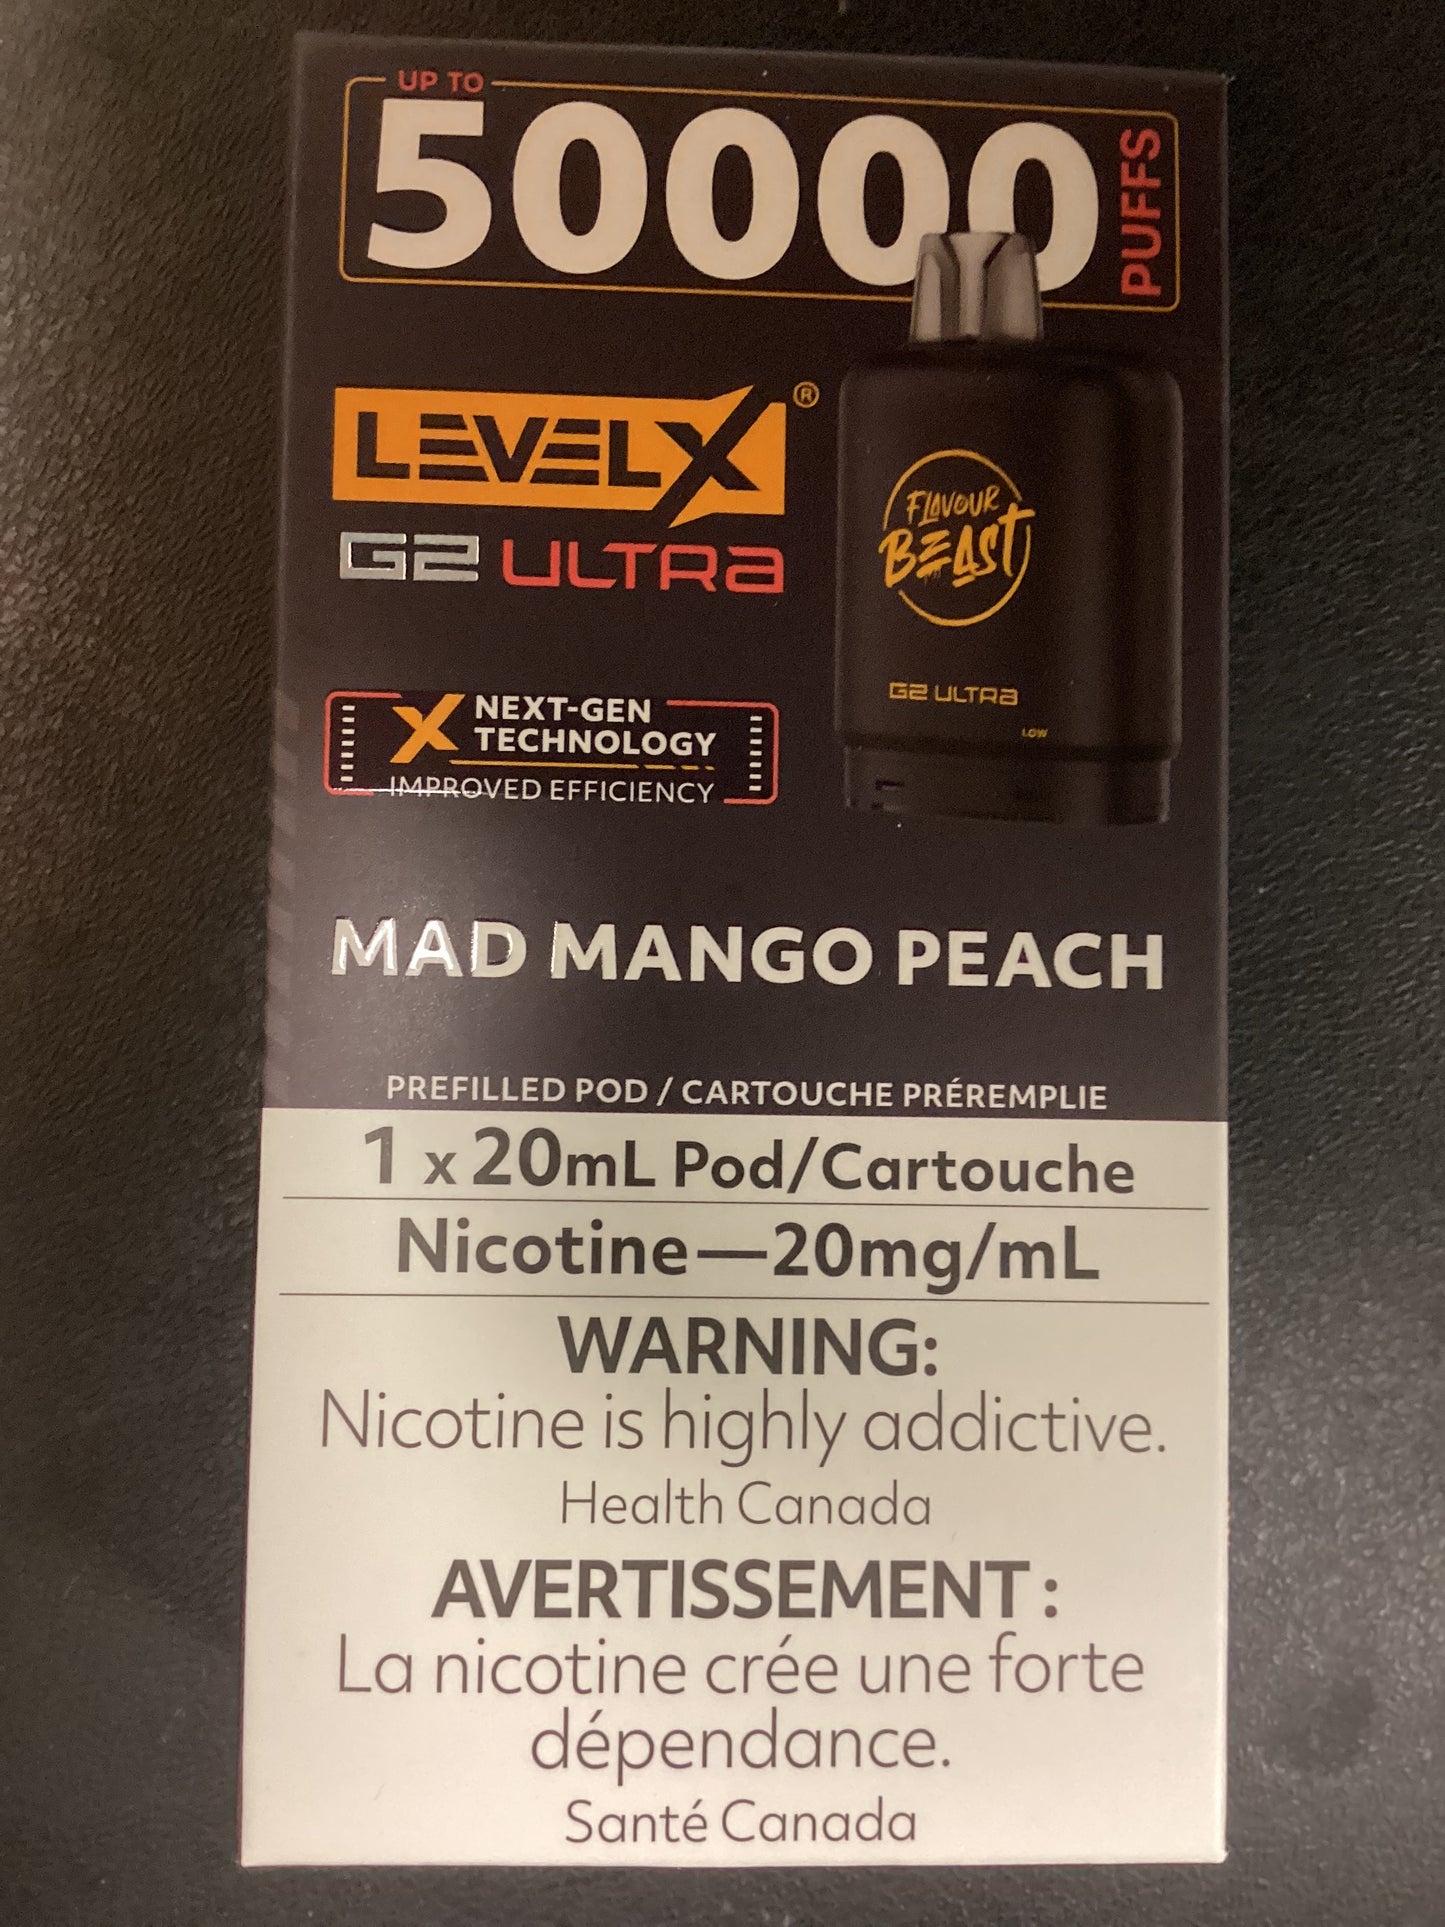 UP TO
50000
PUFFS
LEVELX®
G2 ULTRA
FLAVOUR
BEAST
G2 ULTRA
LOW
X NEXT-GEN
TECHNOLOGY
IMPROVED EFFICIENCY
MAD MANGO PEACH
PREFILLED POD / CARTOUCHE PRÉREMPLIE
1 x 20mL Pod/Cartouche
Nicotine—20mg/mL
WARNING:
Nicotine is highly addictive.
Health Canada
AVERTISSEMENT :
La nicotine crée une forte
dépendance.
Santé Canada